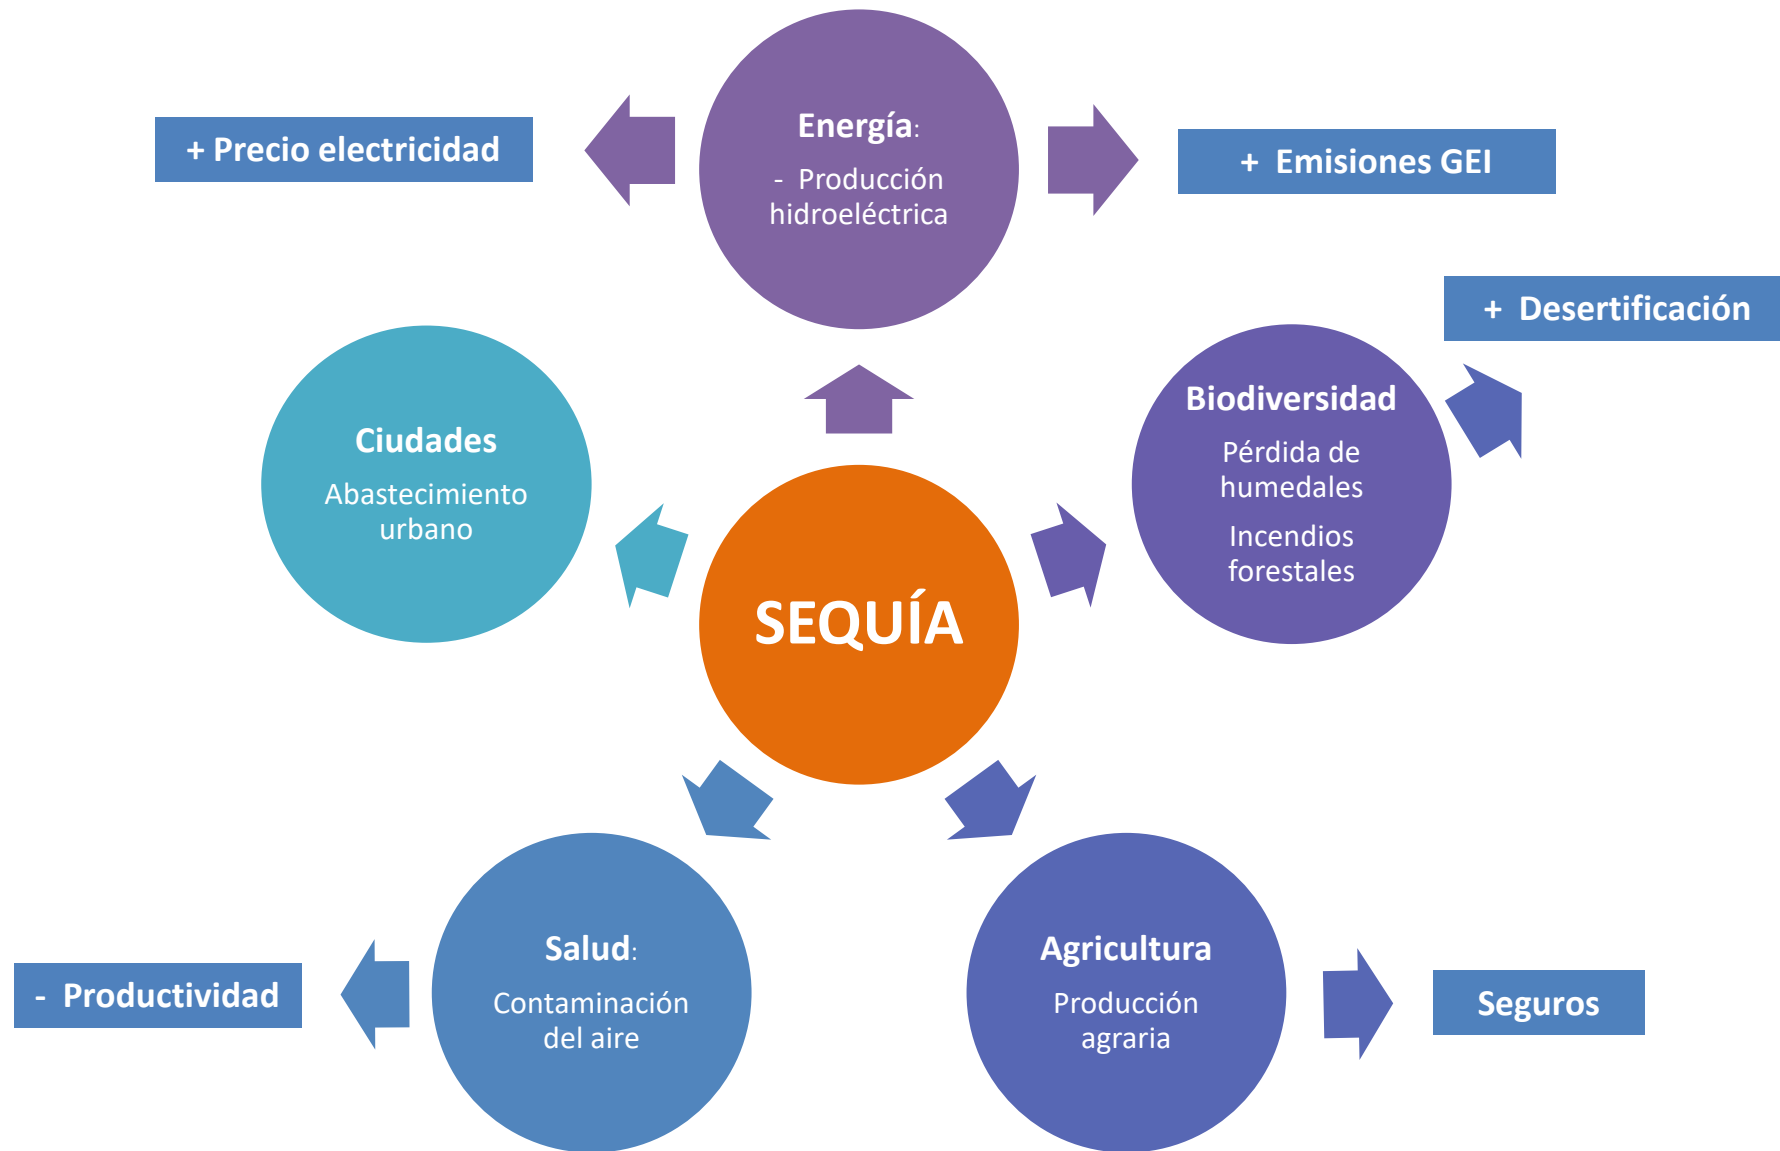 Energía:
- Producción
hidroeléctrica
+ Precio electricidad
+ Emisiones GEI
+ Desertificación
Biodiversidad
Pérdida de
humedales
Incendios
forestales
Ciudades
Abastecimiento
urbano
SEQUÍA
Salud:
Contaminación
del aire
- Productividad
Agricultura
Producción
agraria
Seguros